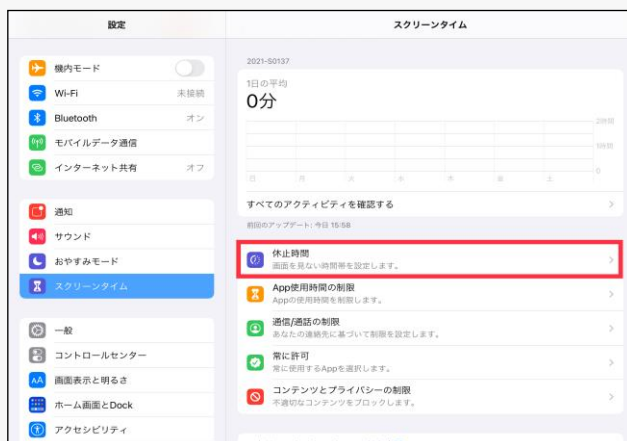 設定
機内モード
Wi-Fi 未接続
Bluetooth オン
モバイルデータ通信
インターネット共有 オフ
通知
サウンド
おやすみモード
スクリーンタイム
一般
コントロールセンター
画面表示と明るさ
ホーム画面とDock
アクセシビリティ
スクリーンタイム
2021-S0137
1日の平均
0分
2時間
1時間
0
日 月 火 水 木 金 土
すべてのアクティビティを確認する
前回のアップデート: 今日 15:58
休止時間
画面を見ない時間帯を設定します。
App使用時間の制限
Appの使用時間を制限します。
通信/通話の制限
あなたの連絡先に基づいて制限を設定します。
常に許可
常に使用するAppを選択します。
コンテンツとプライバシーの制限
不適切なコンテンツをブロックします。